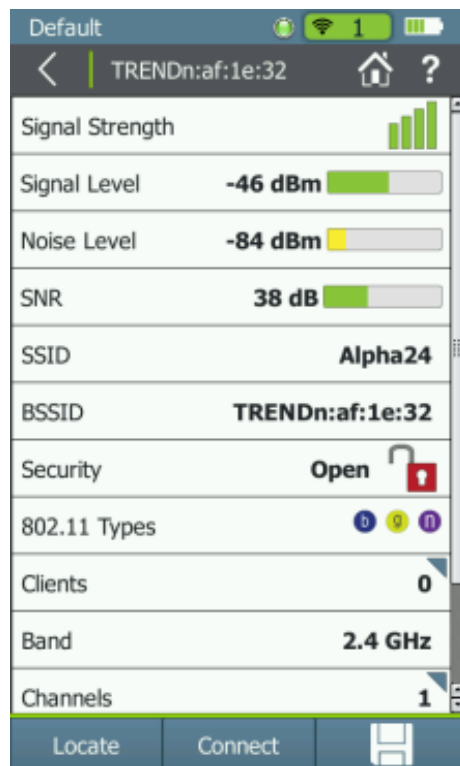 Default 1
TRENDn:af:1e:32 ?
Signal Strength
Signal Level -46 dBm
Noise Level -84 dBm
SNR 38 dB
SSID Alpha24
BSSID TRENDn:af:1e:32
Security Open
802.11 Types b g n
Clients 0
Band 2.4 GHz
Channels 1
Locate Connect